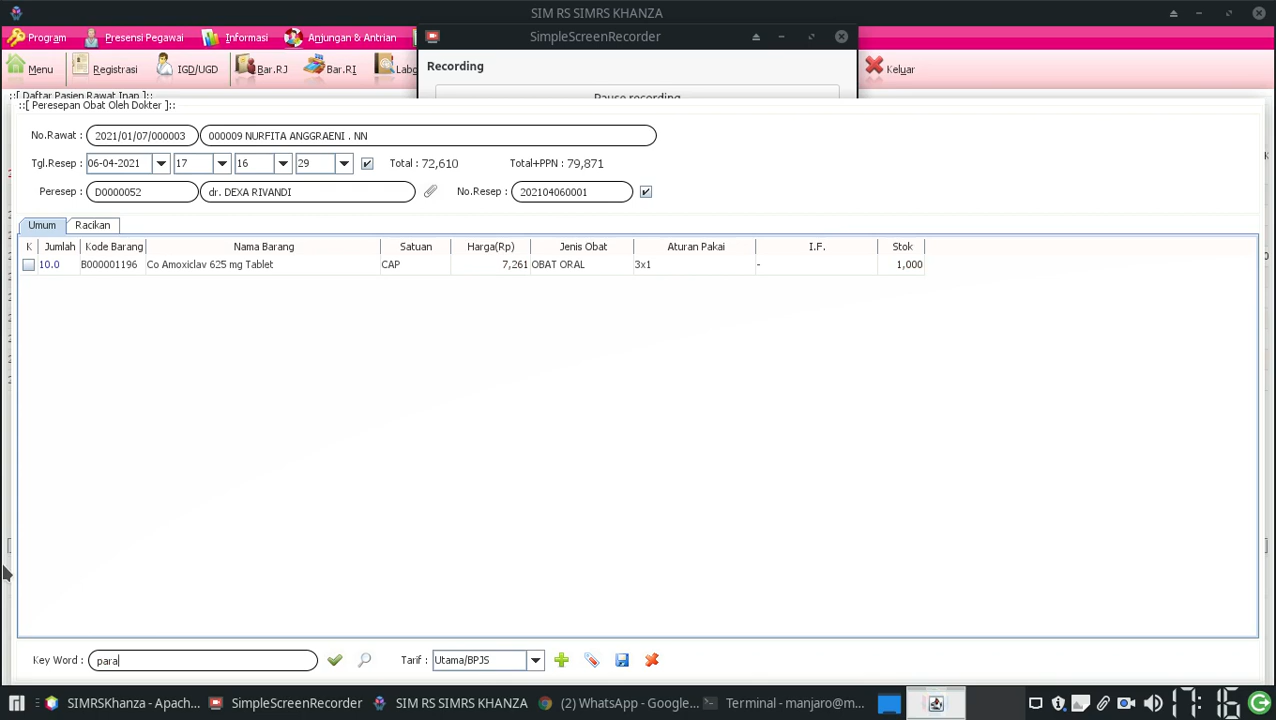 SIM RS SIMRS KHANZA
Program Presensi Pegawai Informasi Anjungan & Antrian
SimpleScreenRecorder
Recording
Pause recording
Menu Registrasi IGD/UGD Bar.RJ Bar.RI Keluar
::[ Daftar Pasien Rawat Inap ]::
::[ Peresepan Obat Oleh Dokter ]::
No.Rawat : 2021/01/07/000003 000009 NURFITA ANGGRAENI . NN
Tgl.Resep : 06-04-2021 17 16 29 Total : 72,610 Total+PPN : 79,871
Peresep : D0000052 dr. DEXA RIVANDI No.Resep : 202104060001
Umum Racikan
K Jumlah Kode Barang Nama Barang Satuan Harga(Rp) Jenis Obat Aturan Pakai I.F. Stok
10.0 B000001196 Co Amoxiclav 625 mg Tablet CAP 7,261 OBAT ORAL 3x1 - 1,000
Key Word : para Tarif : Utama/BPJS
SIMRSKhanza - Apach... SimpleScreenRecorder SIM RS SIMRS KHANZA (2) WhatsApp - Google... Terminal - manjaro@m... 17:16